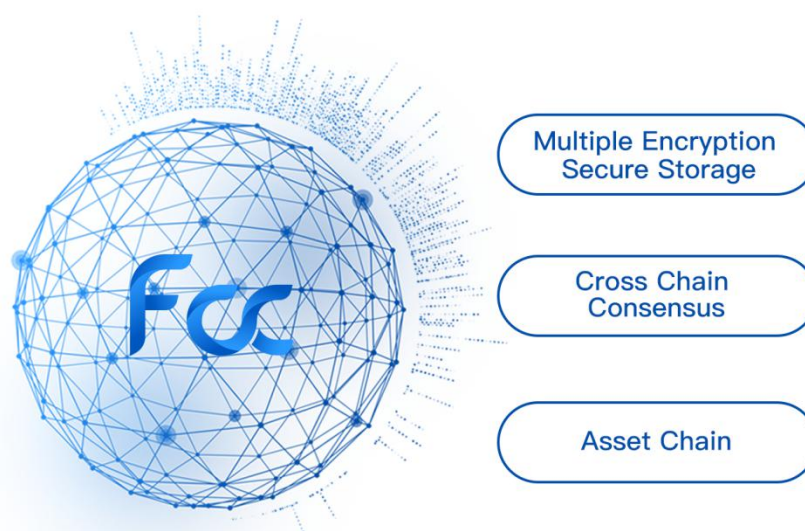 Fcc
Multiple Encryption
Secure Storage
Cross Chain
Consensus
Asset Chain